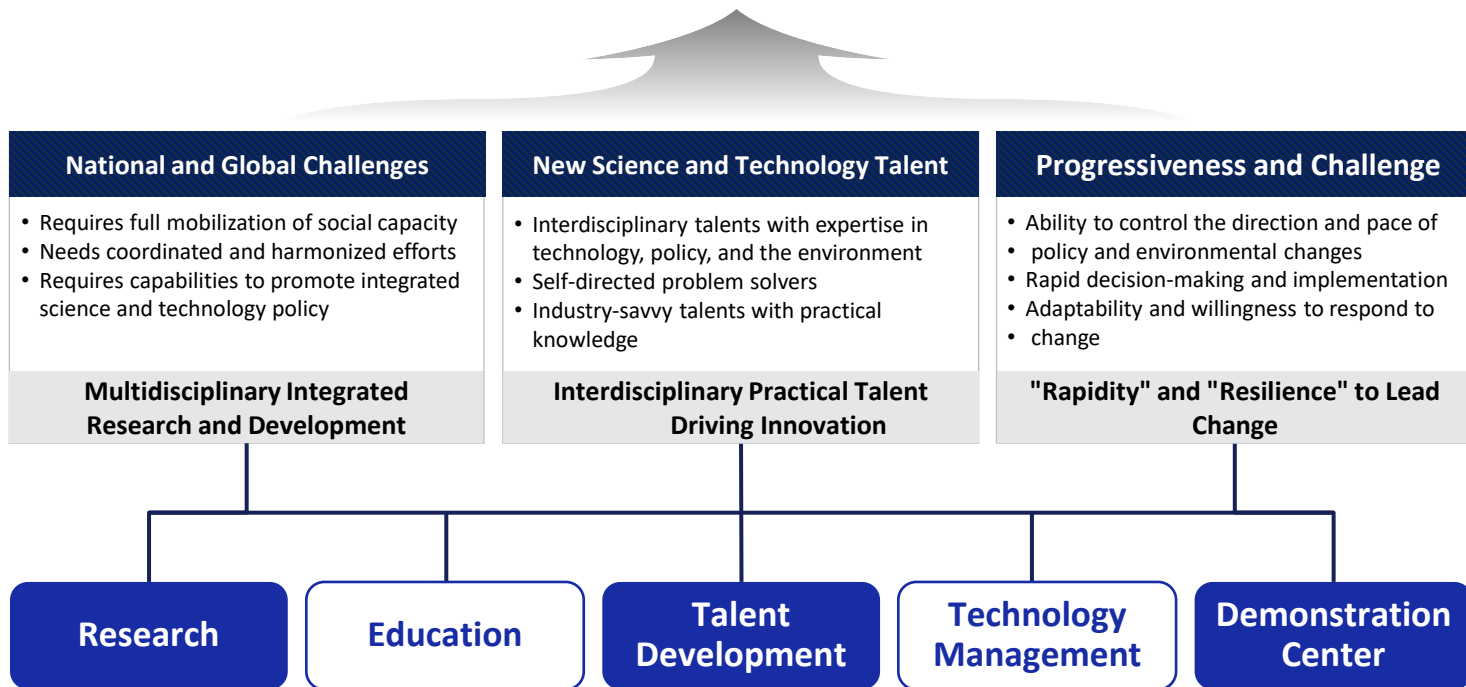 National and Global Challenges
• Requires full mobilization of social capacity
• Needs coordinated and harmonized efforts
• Requires capabilities to promote integrated
science and technology policy
Multidisciplinary Integrated
Research and Development
New Science and Technology Talent
• Interdisciplinary talents with expertise in
technology, policy, and the environment
• Self-directed problem solvers
• Industry-savvy talents with practical
knowledge
Interdisciplinary Practical Talent
Driving Innovation
Progressiveness and Challenge
• Ability to control the direction and pace of
• policy and environmental changes
• Rapid decision-making and implementation
• Adaptability and willingness to respond to
• change
"Rapidity" and "Resilience" to Lead
Change
Research
Education
Talent
Development
Technology
Management
Demonstration
Center